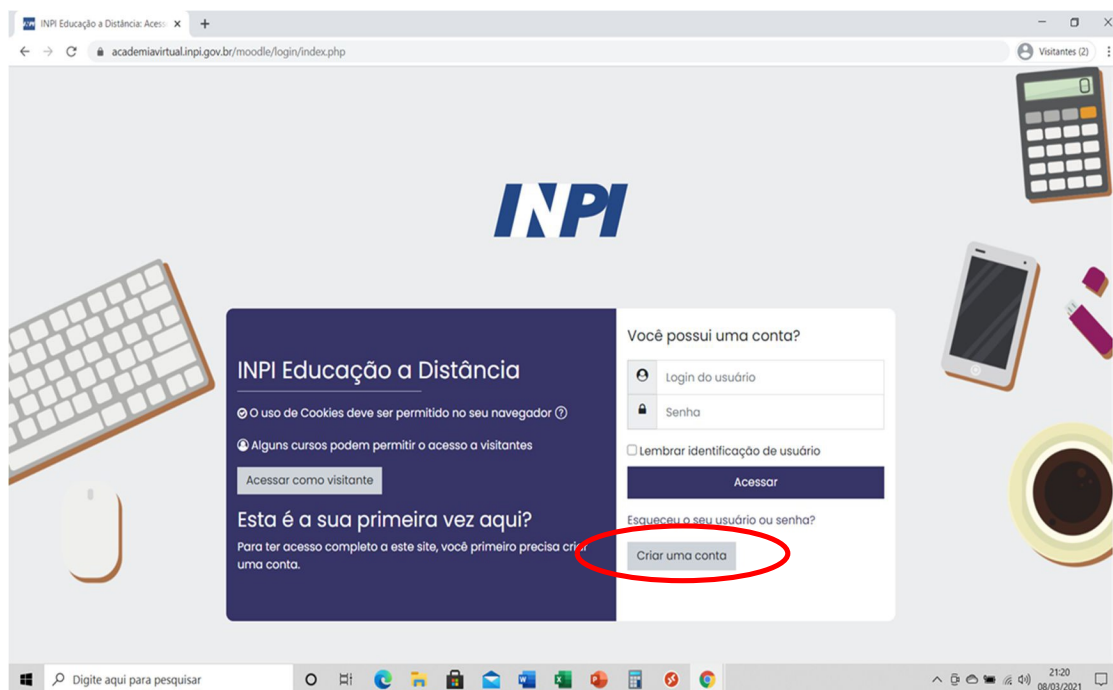 INPI Educação a Distância: Acess
academiavirtual.inpi.gov.br/moodle/login/index.php
Visitantes (2)
0
INPI
INPI Educação a Distância
O uso de Cookies deve ser permitido no seu navegador
Alguns cursos podem permitir o acesso a visitantes
Acessar como visitante
Esta é a sua primeira vez aqui?
Para ter acesso completo a este site, você primeiro precisa criar
uma conta.
Você possui uma conta?
Login do usuário
Senha
Lembrar identificação de usuário
Acessar
Esqueceu o seu usuário ou senha?
Criar uma conta
Digite aqui para pesquisar
21:20
08/03/2021